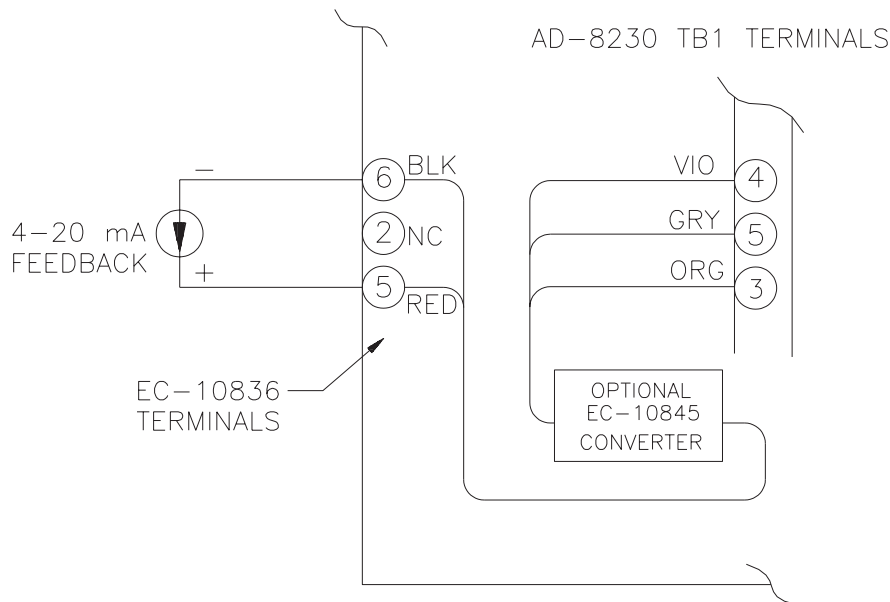 AD-8230 TB1 TERMINALS
6 BLK
2 NC
5 RED
-
+
4-20 mA
FEEDBACK
EC-10836
TERMINALS
VIO 4
GRY 5
ORG 3
OPTIONAL
EC-10845
CONVERTER